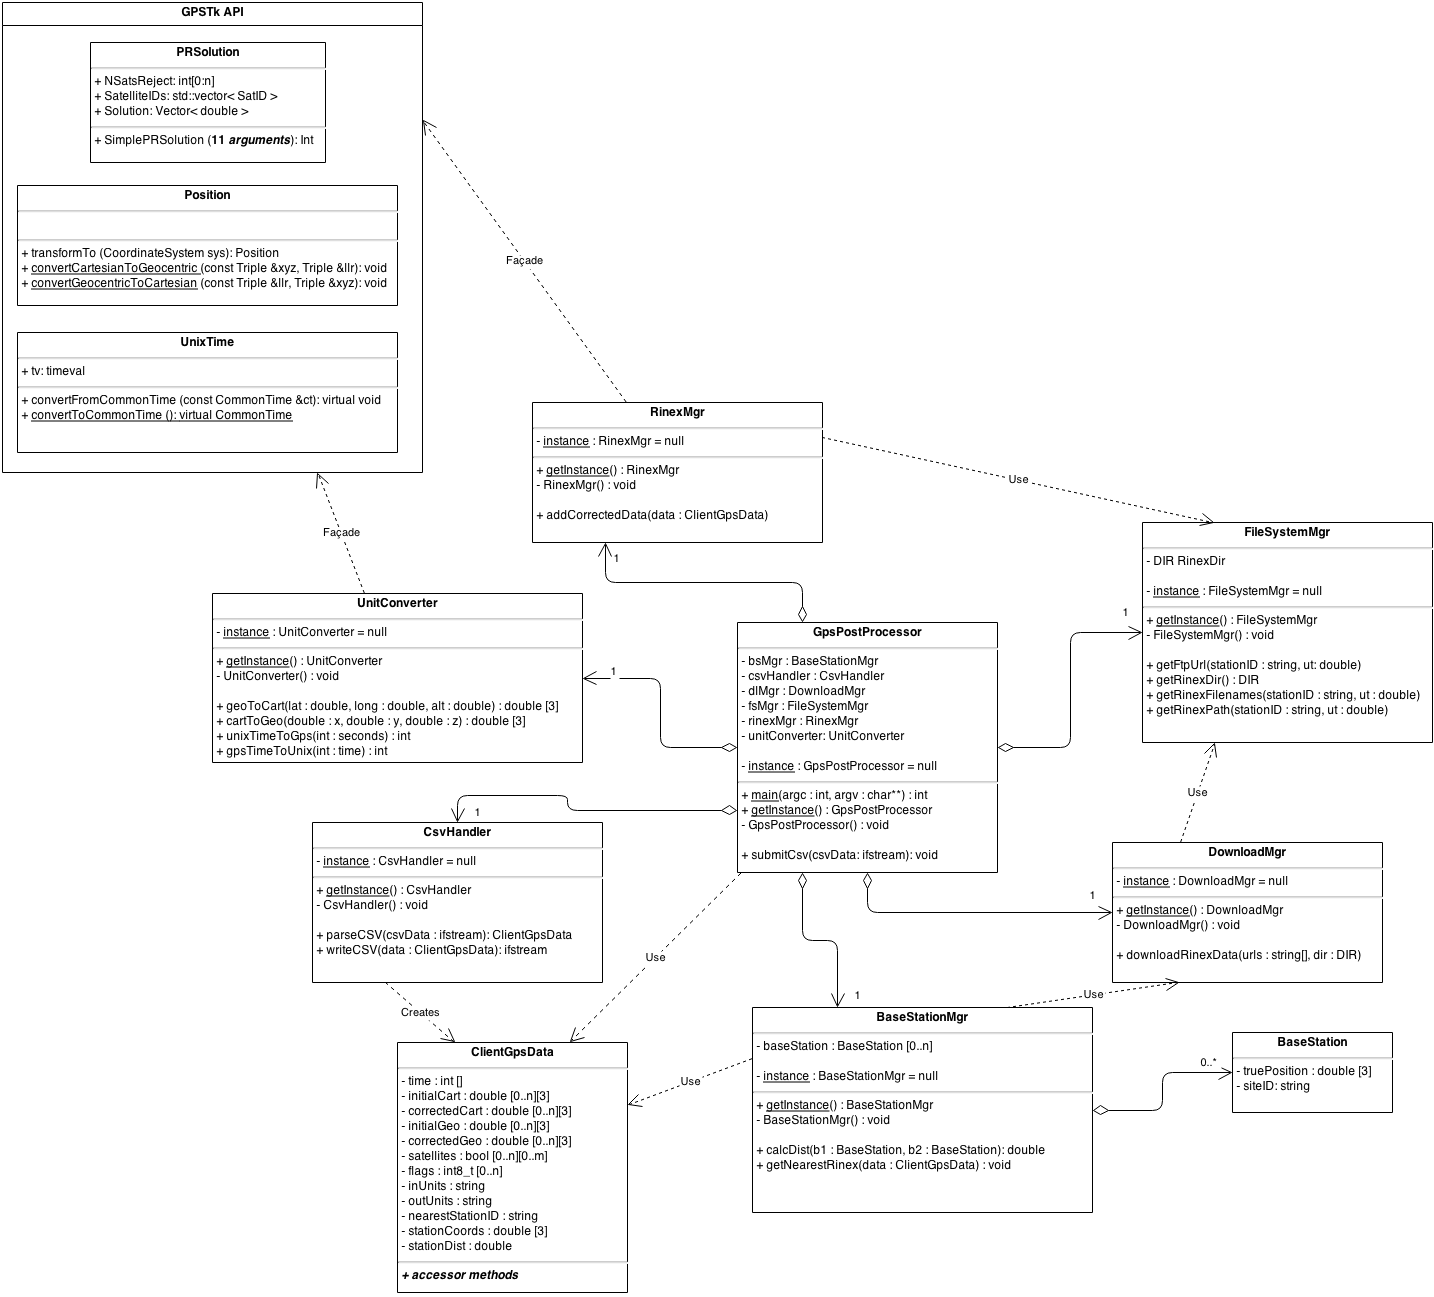 GPSTk API
PRSolution
+ NSatsReject: int[0:n]
+ SatelliteIDs: std::vector< SatID >
+ Solution: Vector< double >
+ SimplePRSolution (11 arguments): Int
Position
+ transformTo (CoordinateSystem sys): Position
+ convertCartesianToGeocentric (const Triple &xyz, Triple &llr): void
+ convertGeocentricToCartesian (const Triple &llr, Triple &xyz): void
UnixTime
+ tv: timeval
+ convertFromCommonTime (const CommonTime &ct): virtual void
+ convertToCommonTime (): virtual CommonTime
Façade
Façade
RinexMgr
- instance : RinexMgr = null
+ getInstance() : RinexMgr
- RinexMgr() : void
+ addCorrectedData(data : ClientGpsData)
Use
1
FileSystemMgr
- DIR RinexDir
- instance : FileSystemMgr = null
+ getInstance() : FileSystemMgr
- FileSystemMgr() : void
+ getFtpUrl(stationID : string, ut: double)
+ getRinexDir() : DIR
+ getRinexFilenames(stationID : string, ut : double)
+ getRinexPath(stationID : string, ut : double)
1
UnitConverter
- instance : UnitConverter = null
+ getInstance() : UnitConverter
- UnitConverter() : void
+ geoToCart(lat : double, long : double, alt : double) : double [3]
+ cartToGeo(double : x, double : y, double : z) : double [3]
+ unixTimeToGps(int : seconds) : int
+ gpsTimeToUnix(int : time) : int
1
GpsPostProcessor
- bsMgr : BaseStationMgr
- csvHandler : CsvHandler
- dlMgr : DownloadMgr
- fsMgr : FileSystemMgr
- rinexMgr : RinexMgr
- unitConverter: UnitConverter
- instance : GpsPostProcessor = null
+ main(argc : int, argv : char**) : int
+ getInstance() : GpsPostProcessor
- GpsPostProcessor() : void
+ submitCsv(csvData: ifstream): void
Use
1
CsvHandler
- instance : CsvHandler = null
+ getInstance() : CsvHandler
- CsvHandler() : void
+ parseCSV(csvData : ifstream): ClientGpsData
+ writeCSV(data : ClientGpsData): ifstream
DownloadMgr
- instance : DownloadMgr = null
+ getInstance() : DownloadMgr
- DownloadMgr() : void
+ downloadRinexData(urls : string[], dir : DIR)
1
Use
Creates
Use
1
BaseStationMgr
- baseStation : BaseStation [0..n]
- instance : BaseStationMgr = null
+ getInstance() : BaseStationMgr
- BaseStationMgr() : void
+ calcDist(b1 : BaseStation, b2 : BaseStation): double
+ getNearestRinex(data : ClientGpsData) : void
0..*
BaseStation
- truePosition : double [3]
- siteID: string
Use
ClientGpsData
- time : int []
- initialCart : double [0..n][3]
- correctedCart : double [0..n][3]
- initialGeo : double [0..n][3]
- correctedGeo : double [0..n][3]
- satellites : bool [0..n][0..m]
- flags : int8_t [0..n]
- inUnits : string
- outUnits : string
- nearestStationID : string
- stationCoords : double [3]
- stationDist : double
+ accessor methods